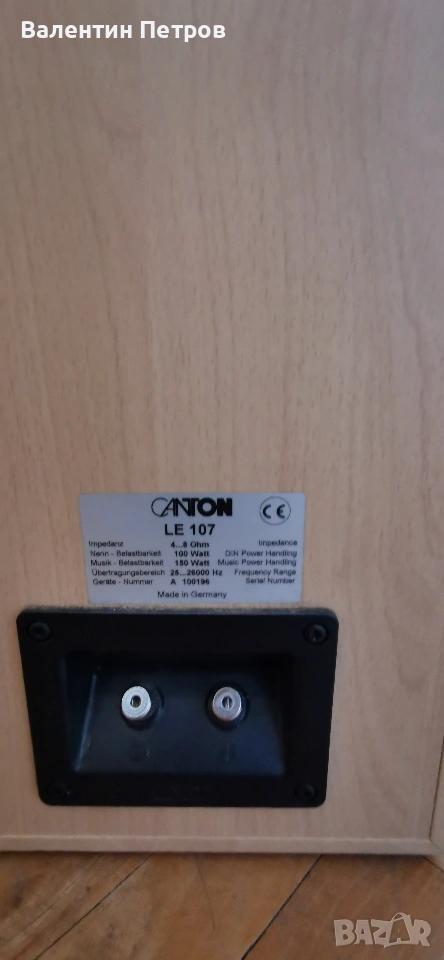 Валентин Петров
CANTON
CE
LE 107
Impedanz 4...8 Ohm Impedance
Nenn - Belastbarkeit 100 Watt DIN Power Handling
Musik - Belastbarkeit 150 Watt Music Power Handling
Übertragungsbereich 25...26000 Hz Frequency Range
Geräte - Nummer A 100196 Serial Number
Made in Germany
BAZAR